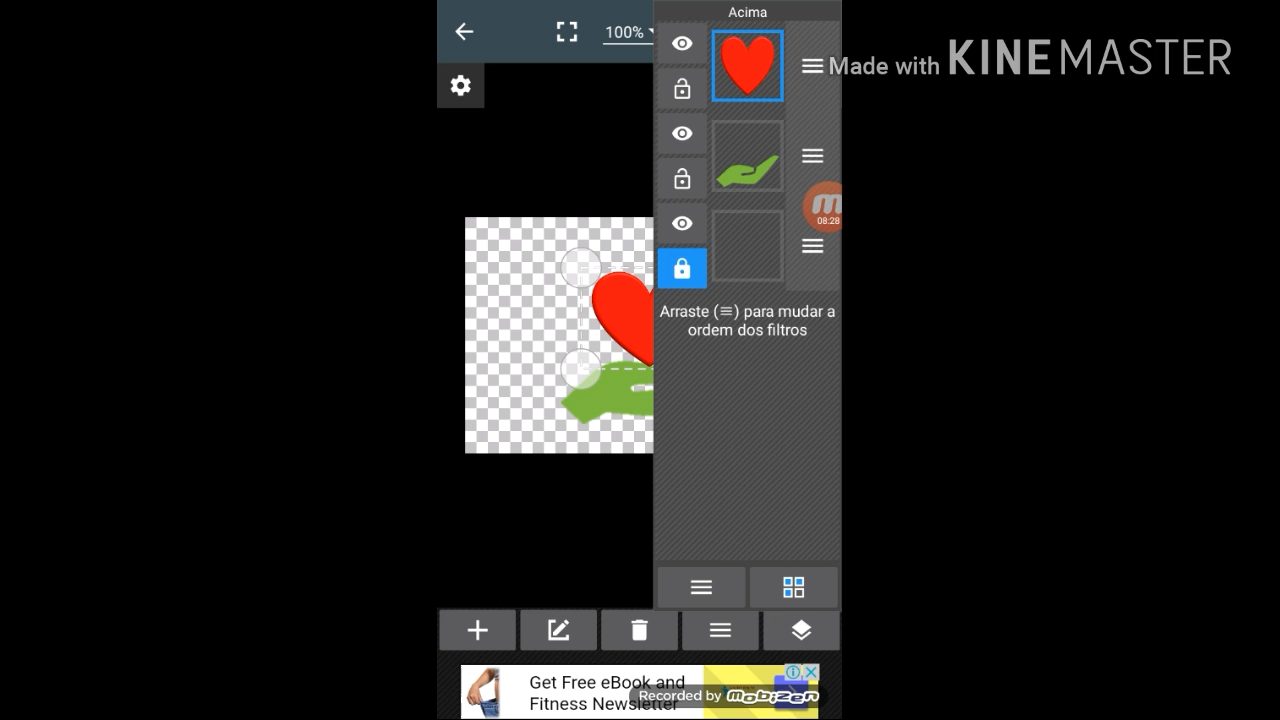 Acima
100%
Made with KINEMASTER
08:28
Arraste (≡) para mudar a
ordem dos filtros
Get Free eBook and
Fitness Newsletter
Recorded by MOBIZEN